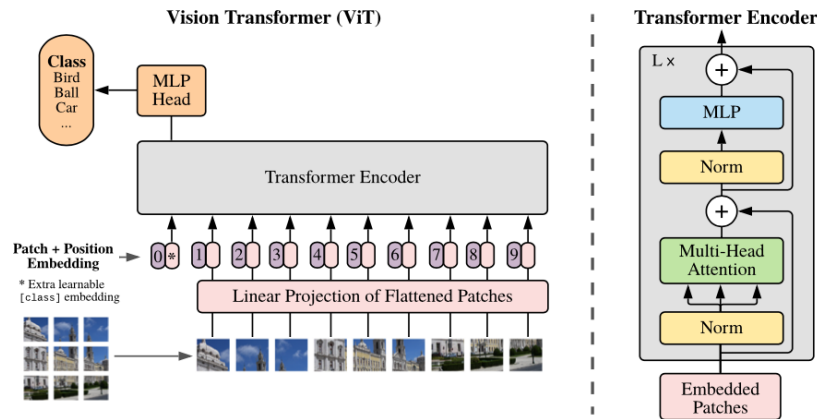 Vision Transformer (ViT)
Class
Bird
Ball
Car
...
MLP
Head
Transformer Encoder
Patch + Position
Embedding
0 * 1 2 3 4 5 6 7 8 9
* Extra learnable
[class] embedding
Linear Projection of Flattened Patches
Transformer Encoder
L ×
+
MLP
Norm
+
Multi-Head
Attention
Norm
Embedded
Patches